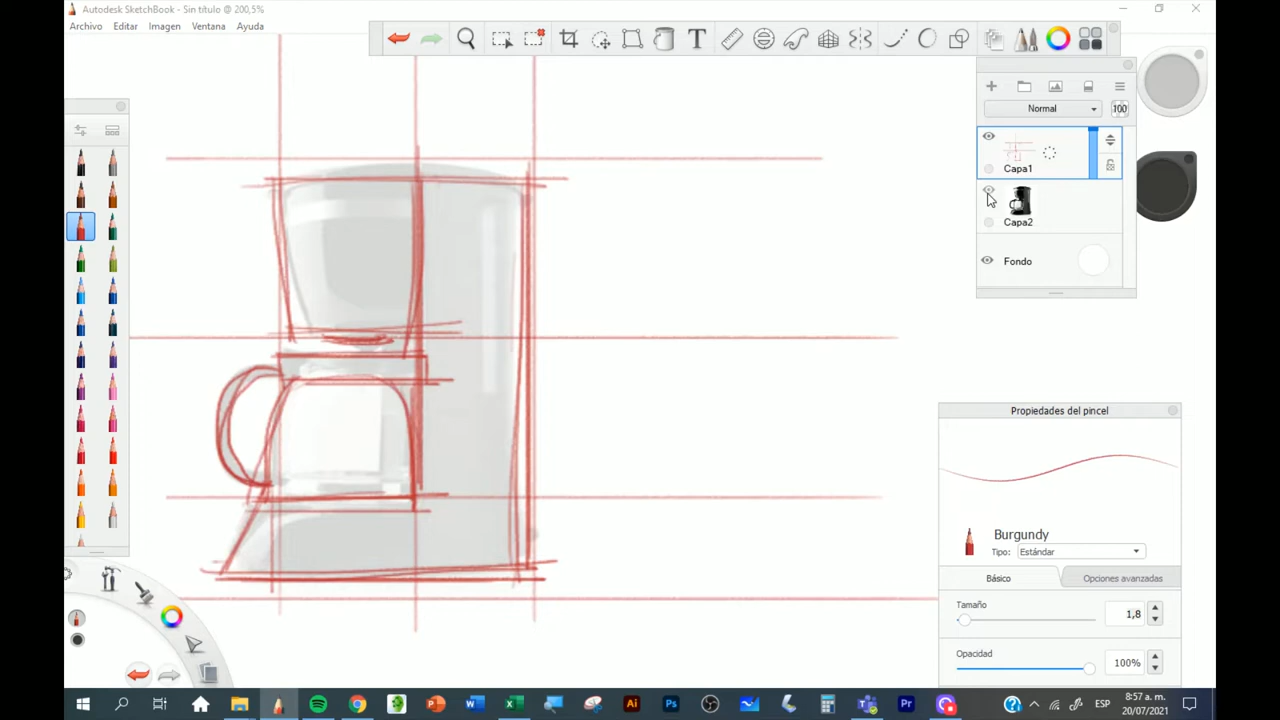 Autodesk SketchBook - Sin título @ 200,5%
Archivo Editar Imagen Ventana Ayuda
T
Normal 100
Capa1
Capa2
Fondo
Propiedades del pincel
Burgundy
Tipo: Estándar
Básico Opciones avanzadas
Tamaño
1,8
Opacidad
100%
8:57 a. m.
ESP
20/07/2021